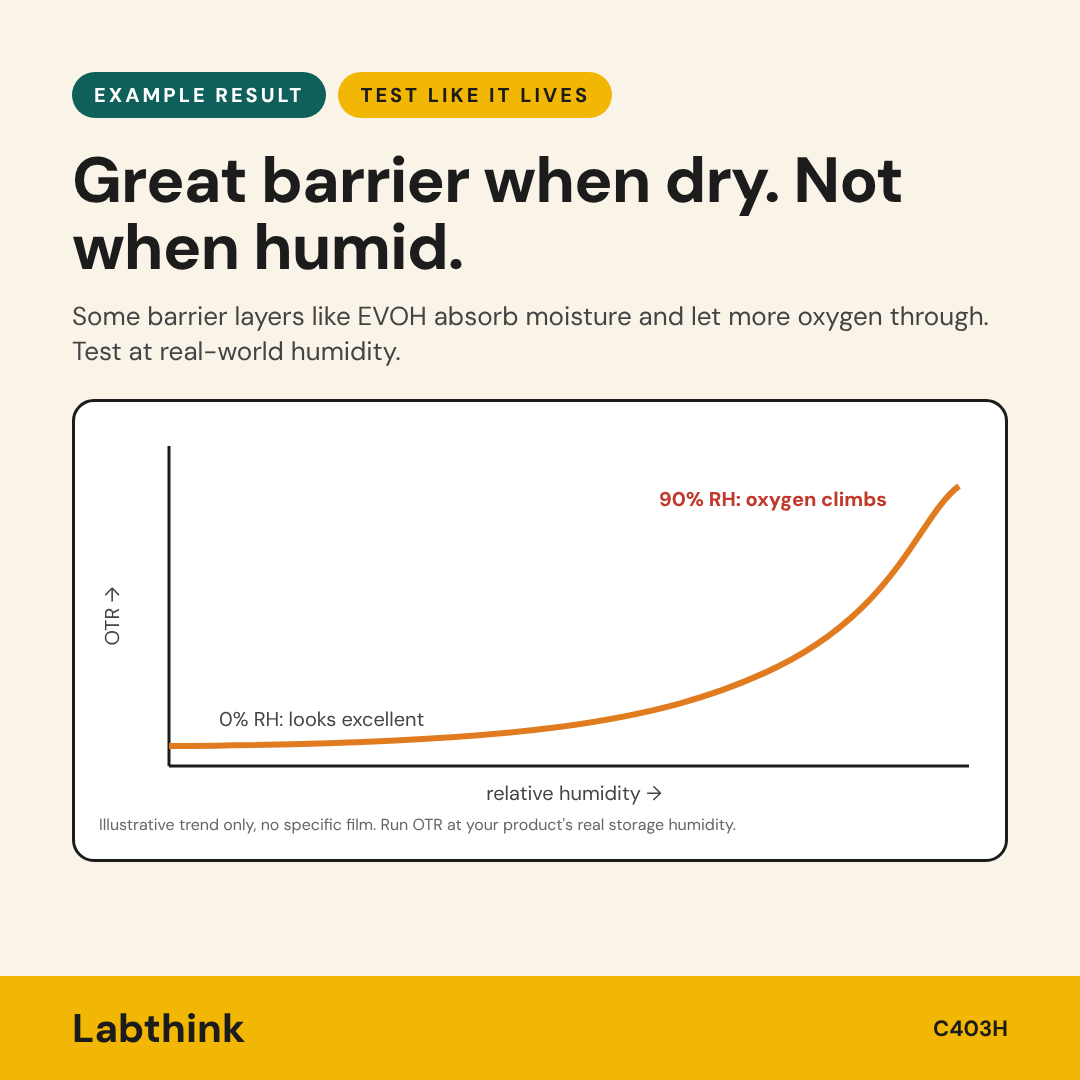 EXAMPLE RESULT
TEST LIKE IT LIVES
Great barrier when dry. Not
when humid.
Some barrier layers like EVOH absorb moisture and let more oxygen through.
Test at real-world humidity.
90% RH: oxygen climbs
OTR →
0% RH: looks excellent
relative humidity →
Illustrative trend only, no specific film. Run OTR at your product's real storage humidity.
Labthink
C403H